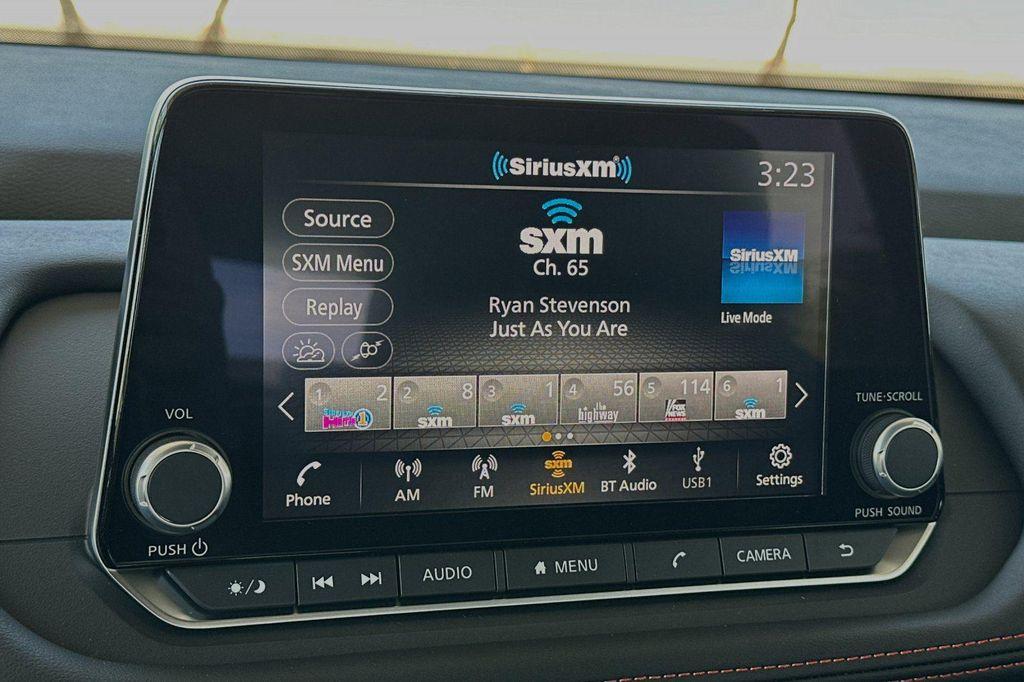 SiriusXM
3:23
Source
SXM Menu
Replay
sxm
Ch. 65
Ryan Stevenson
Just As You Are
SiriusXM
Live Mode
1 2
2 8
sxm
3 1
sxm
4 56
the highway
5 114
FOX NEWS
6 1
sxm
Phone
AM
FM
sxm
SiriusXM
BT Audio
USB1
Settings
VOL
PUSH
TUNE·SCROLL
PUSH SOUND
AUDIO
MENU
CAMERA